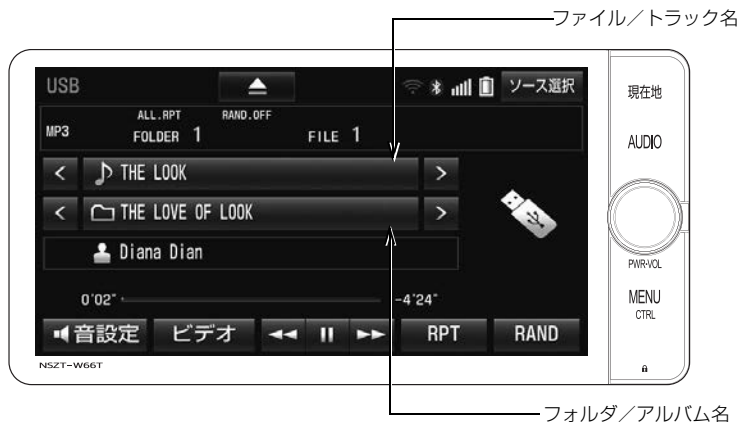 ファイル／トラック名
USB
ソース選択
現在地
ALL.RPT RAND.OFF
MP3 FOLDER 1 FILE 1
AUDIO
< THE LOOK >
< THE LOVE OF LOOK >
Diana Dian
PWR·VOL
0'02" -4'24"
MENU
CTRL
音設定 ビデオ ◄◄ II ►► RPT RAND
NSZT-W66T
フォルダ／アルバム名